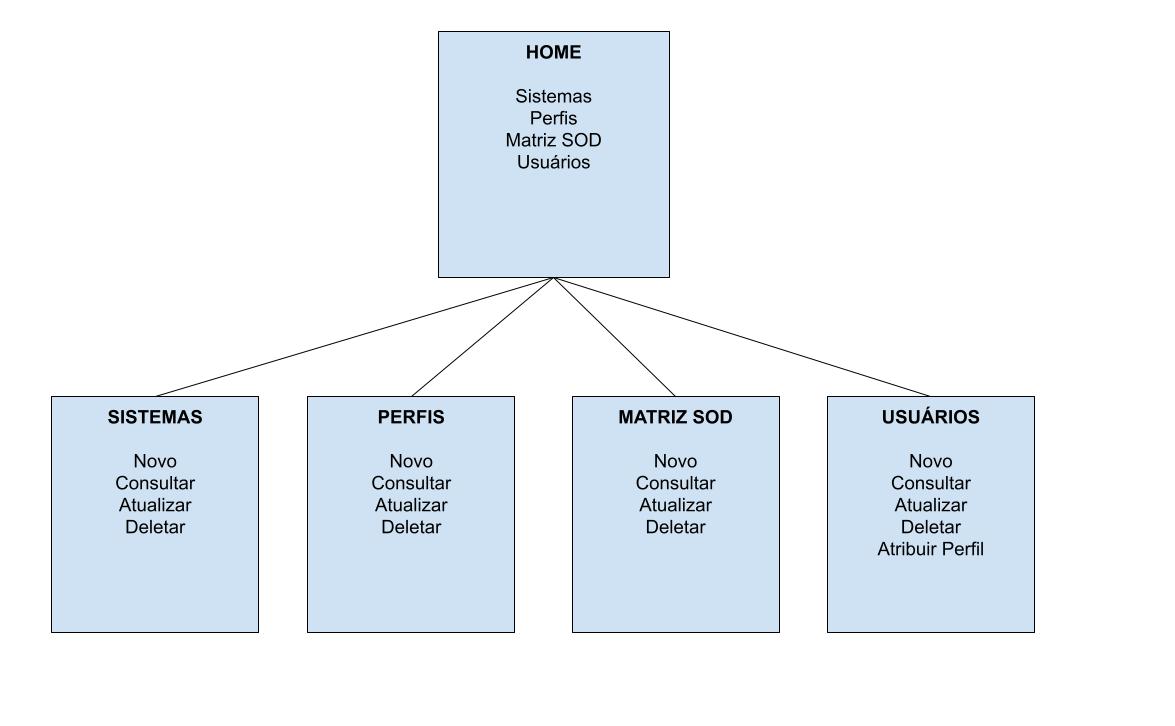 HOME
Sistemas
Perfis
Matriz SOD
Usuários
SISTEMAS
Novo
Consultar
Atualizar
Deletar
PERFIS
Novo
Consultar
Atualizar
Deletar
MATRIZ SOD
Novo
Consultar
Atualizar
Deletar
USUÁRIOS
Novo
Consultar
Atualizar
Deletar
Atribuir Perfil